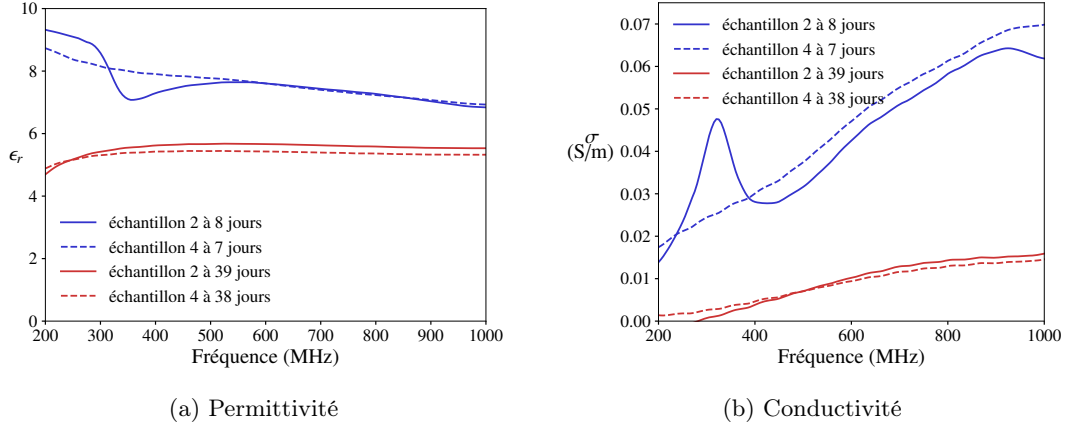 10
8
6
4
2
0
ϵr
échantillon 2 à 8 jours
échantillon 4 à 7 jours
échantillon 2 à 39 jours
échantillon 4 à 38 jours
200 300 400 500 600 700 800 900 1000
Fréquence (MHz)
(a) Permittivité
0.07
0.06
0.05
0.04
0.03
0.02
0.01
0.00
σ
(S/m)
échantillon 2 à 8 jours
échantillon 4 à 7 jours
échantillon 2 à 39 jours
échantillon 4 à 38 jours
200 400 600 800 1000
Fréquence (MHz)
(b) Conductivité